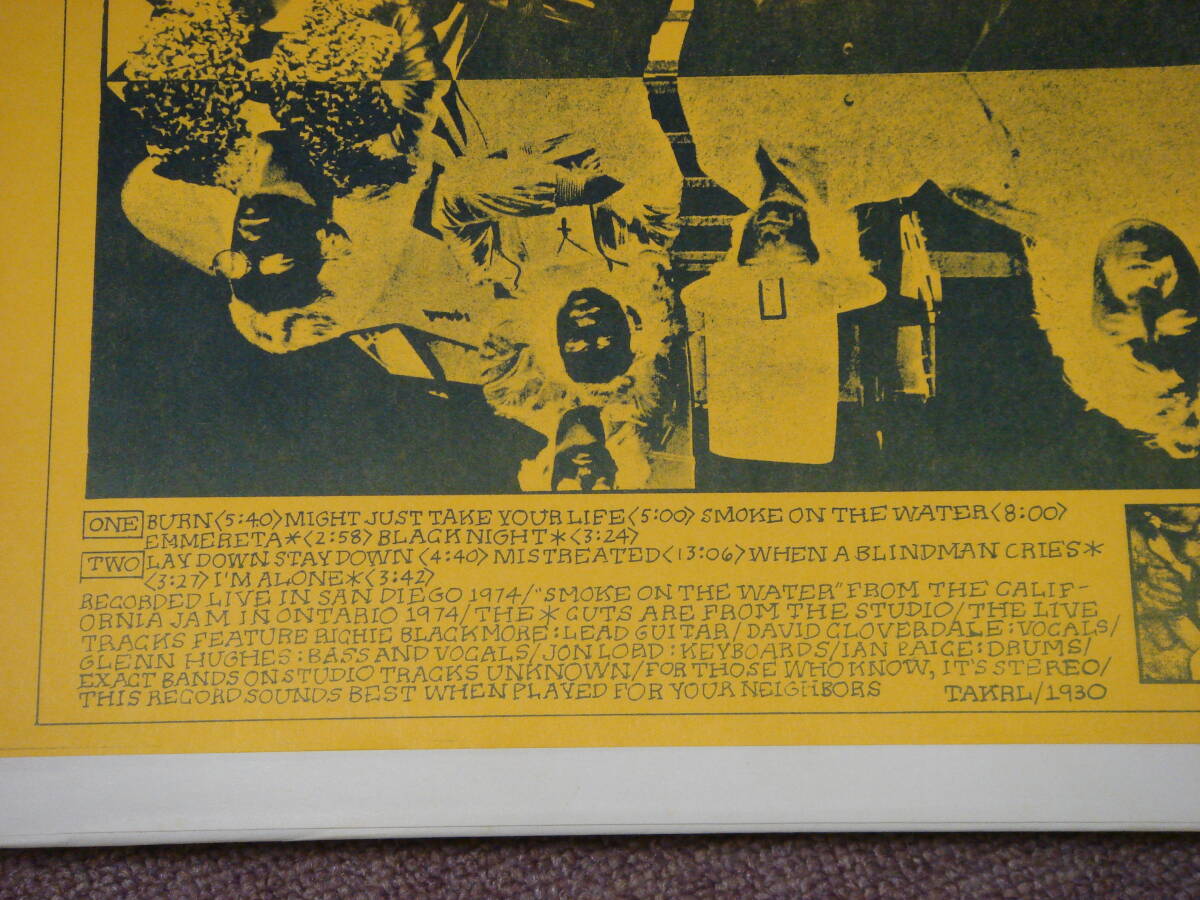 ONE BURN<5:40>MIGHT JUST TAKE YOUR LIFE<5:00> SMOKE ON THE WATER<8:00>
EMMERETA*<2:58> BLACK NIGHT*<3:24>
TWO LAY DOWN STAY DOWN <4:40> MISTREATED<13:06> WHEN A BLINDMAN CRIES*
<3:27> I'M ALONE*<3:42>
RECORDED LIVE IN SAN DIEGO 1974/"SMOKE ON THE WATER" FROM THE CALIF-
ORNIA JAM IN ONTARIO 1974/THE * CUTS ARE FROM THE STUDIO/THE LIVE
TRACKS FEATURE RICHIE BLACKMORE:LEAD GUITAR/DAVID CLOVERDALE:VOCALS/
GLENN HUGHES:BASS AND VOCALS/JON LORD:KEYBOARDS/IAN PAIGE:DRUMS/
EXACT BANDS ON STUDIO TRACKS UNKNOWN/FOR THOSE WHO KNOW, IT'S STEREO/
THIS RECORD SOUNDS BEST WHEN PLAYED FOR YOUR NEIGHBORS TAKRL/1930